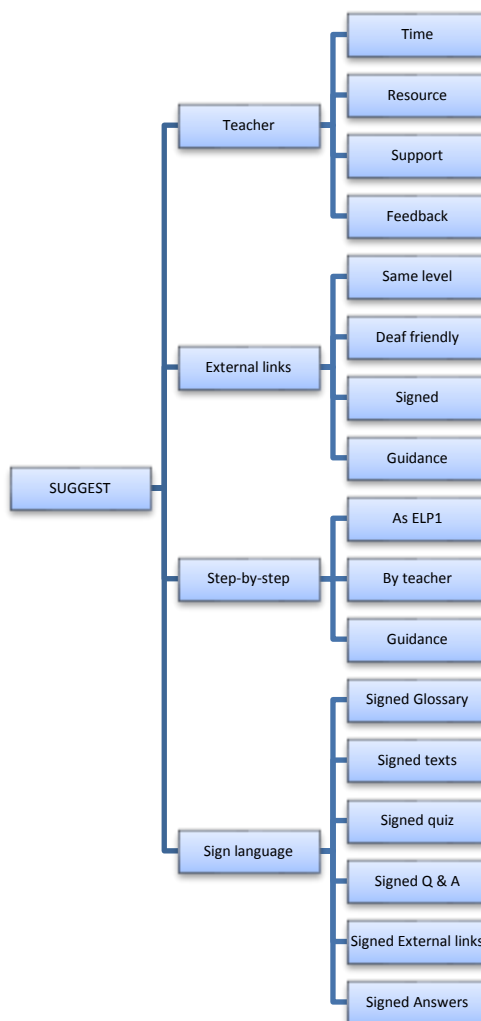 SUGGEST
Teacher
Time
Resource
Support
Feedback
External links
Same level
Deaf friendly
Signed
Guidance
Step-by-step
As ELP1
By teacher
Guidance
Sign language
Signed Glossary
Signed texts
Signed quiz
Signed Q & A
Signed External links
Signed Answers